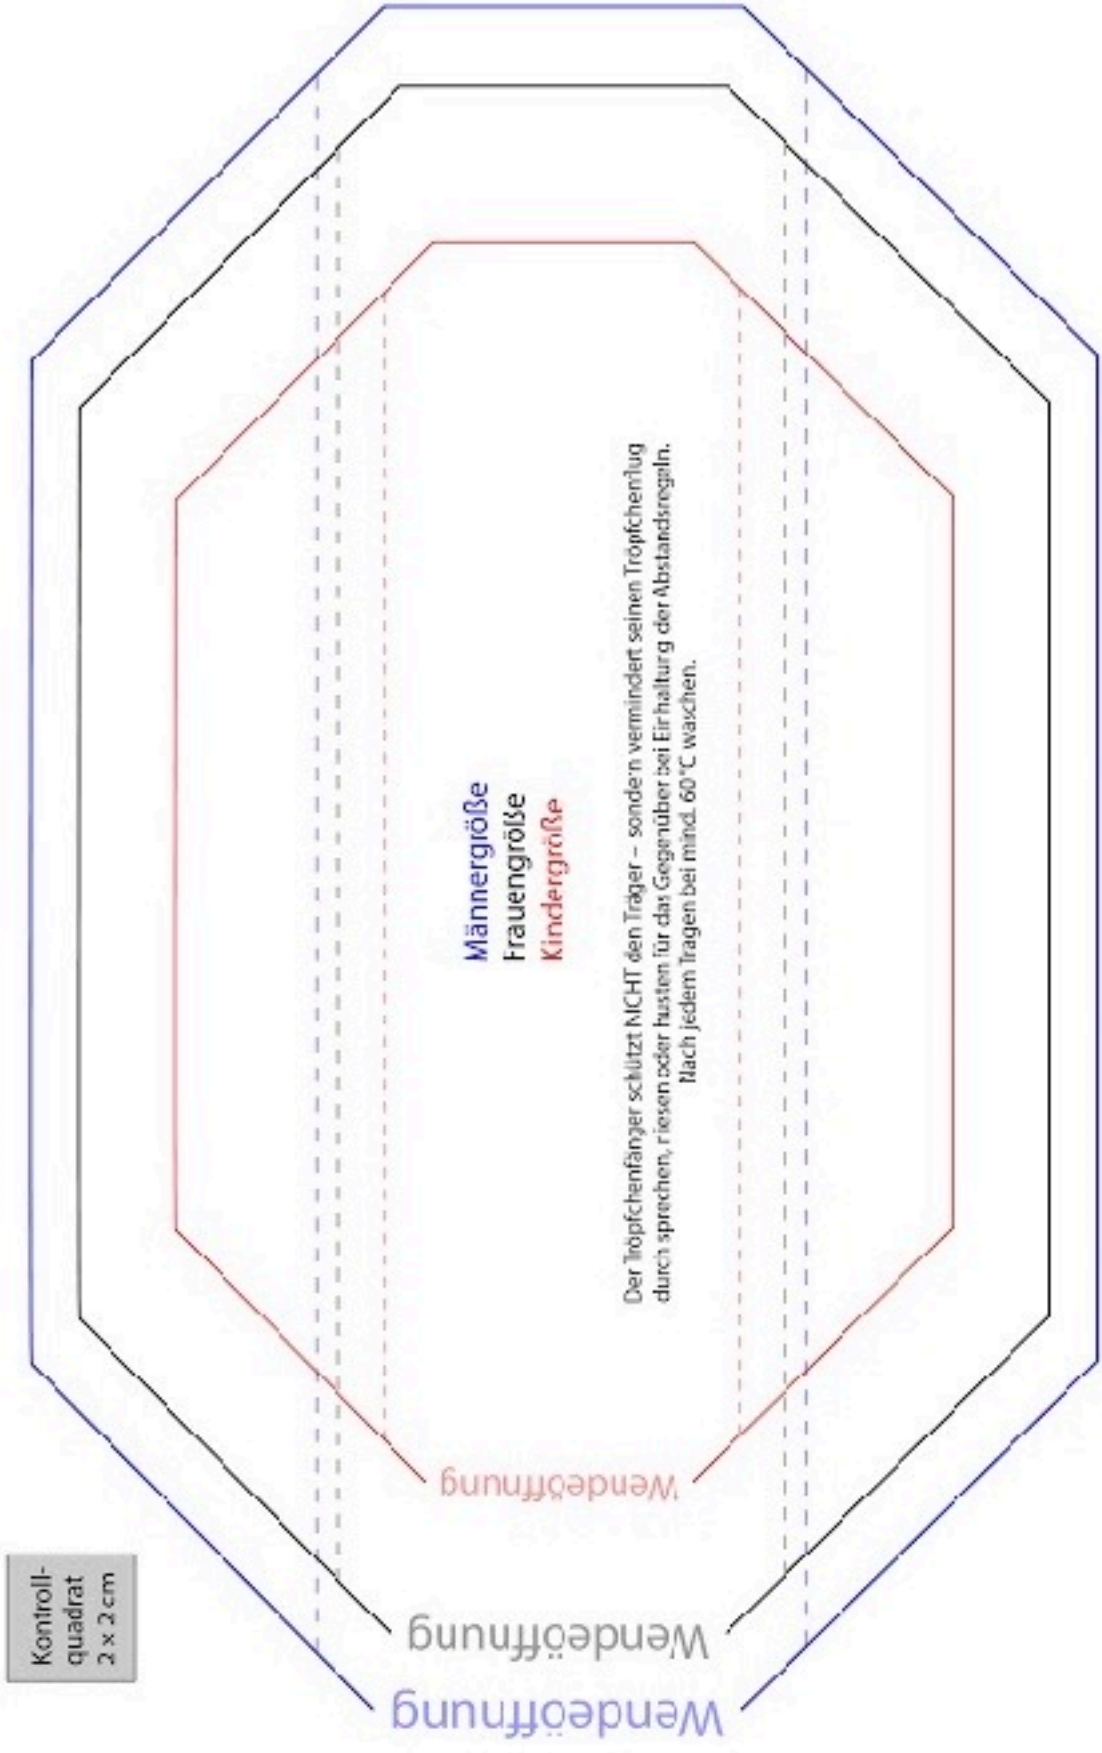 Männergröße
Frauengröße
Kindergröße
Der Tröpfchenfänger schützt NICHT den Träger – sondern vermindert seinen Tröpfchenflug
durch sprechen, niesen oder husten für das Gegenüber bei Einhaltung der Abstandsregeln.
Nach jedem Tragen bei mind. 60°C waschen.
Wendeöffnung
Wendeöffnung
Wendeöffnung
Kontroll-
quadrat
2 x 2 cm